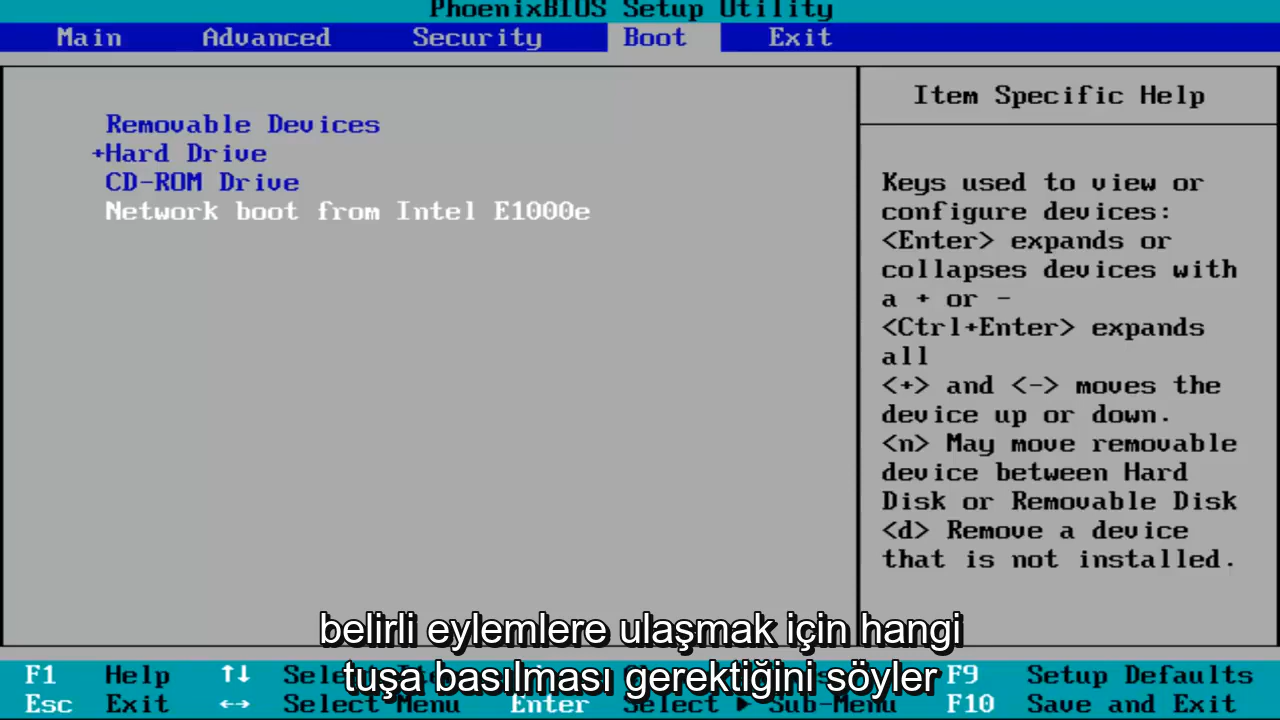 PhoenixBIOS Setup Utility
Main Advanced Security Boot Exit
Removable Devices
+Hard Drive
CD-ROM Drive
Network boot from Intel E1000e
Item Specific Help
Keys used to view or
configure devices:
<Enter> expands or
collapses devices with
a + or -
<Ctrl+Enter> expands
all
<+> and <-> moves the
device up or down.
<n> May move removable
device between Hard
Disk or Removable Disk
<d> Remove a device
that is not installed.
belirli eylemlere ulaşmak için hangi
tuşa basılması gerektiğini söyler
F1 Help ↑↓ F9 Setup Defaults
Esc Exit ↔ Select Menu Enter Select ▶ Sub-Menu F10 Save and Exit